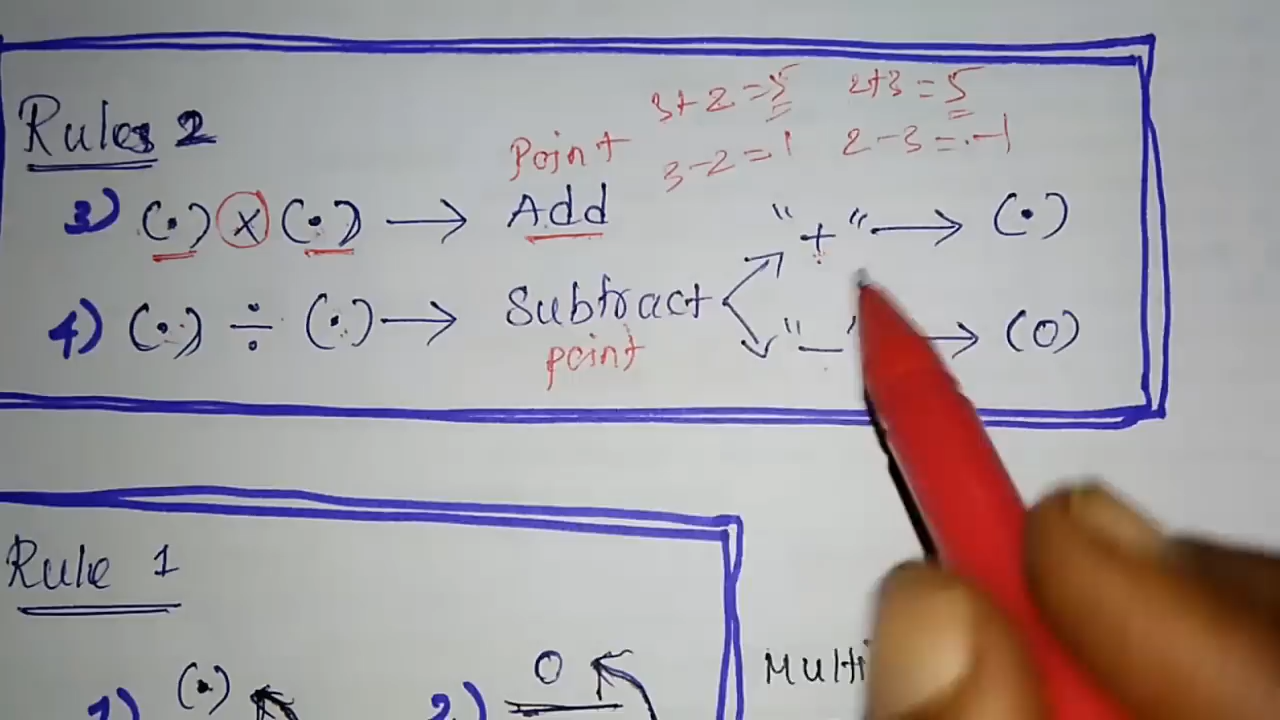 3+2=5 2+3=5
Rules 2
Point 3-2=1 2-3=-1
3) (•) × (•) → Add "+" → (•)
4) (•) ÷ (•) → Subtract "–" → (0)
point
Rule 1
1) (•) 2) 0